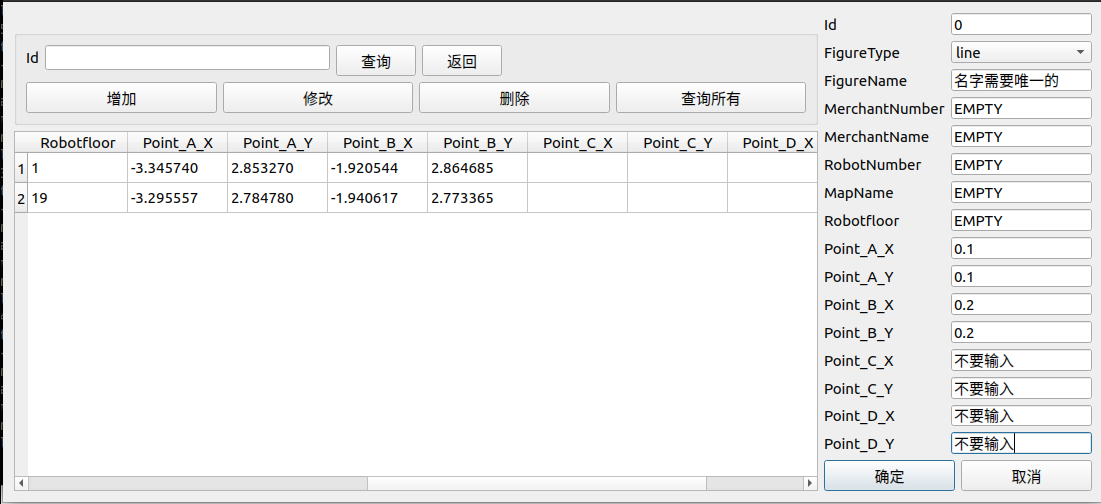 Id 查询 返回
增加 修改 删除 查询所有
Robotfloor Point_A_X Point_A_Y Point_B_X Point_B_Y Point_C_X Point_C_Y Point_D_X
1 1 -3.345740 2.853270 -1.920544 2.864685
2 19 -3.295557 2.784780 -1.940617 2.773365
Id 0
FigureType line
FigureName 名字需要唯一的
MerchantNumber EMPTY
MerchantName EMPTY
RobotNumber EMPTY
MapName EMPTY
Robotfloor EMPTY
Point_A_X 0.1
Point_A_Y 0.1
Point_B_X 0.2
Point_B_Y 0.2
Point_C_X 不要输入
Point_C_Y 不要输入
Point_D_X 不要输入
Point_D_Y 不要输入
确定 取消